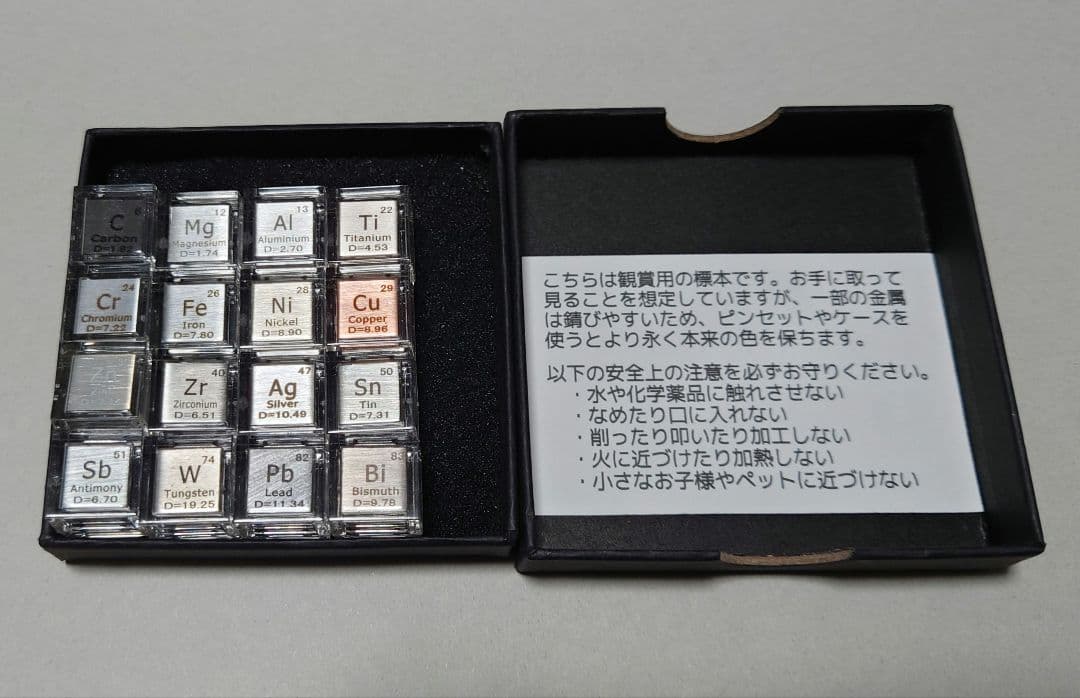 6
C
Carbon
D=1.82
12
Mg
Magnesium
D=1.74
13
Al
Aluminium
D=2.70
22
Ti
Titanium
D=4.53
24
Cr
Chromium
D=7.22
26
Fe
Iron
D=7.80
28
Ni
Nickel
D=8.90
29
Cu
Copper
D=8.96
40
Zr
Zirconium
D=6.51
47
Ag
Silver
D=10.49
50
Sn
Tin
D=7.31
51
Sb
Antimony
D=6.70
74
W
Tungsten
D=19.25
82
Pb
Lead
D=11.34
83
Bi
Bismuth
D=9.78
こちらは観賞用の標本です。お手に取って
見ることを想定していますが、一部の金属
は錆びやすいため、ピンセットやケースを
使うとより永く本来の色を保ちます。
以下の安全上の注意を必ずお守りください。
・水や化学薬品に触れさせない
・なめたり口に入れない
・削ったり叩いたり加工しない
・火に近づけたり加熱しない
・小さなお子様やペットに近づけない